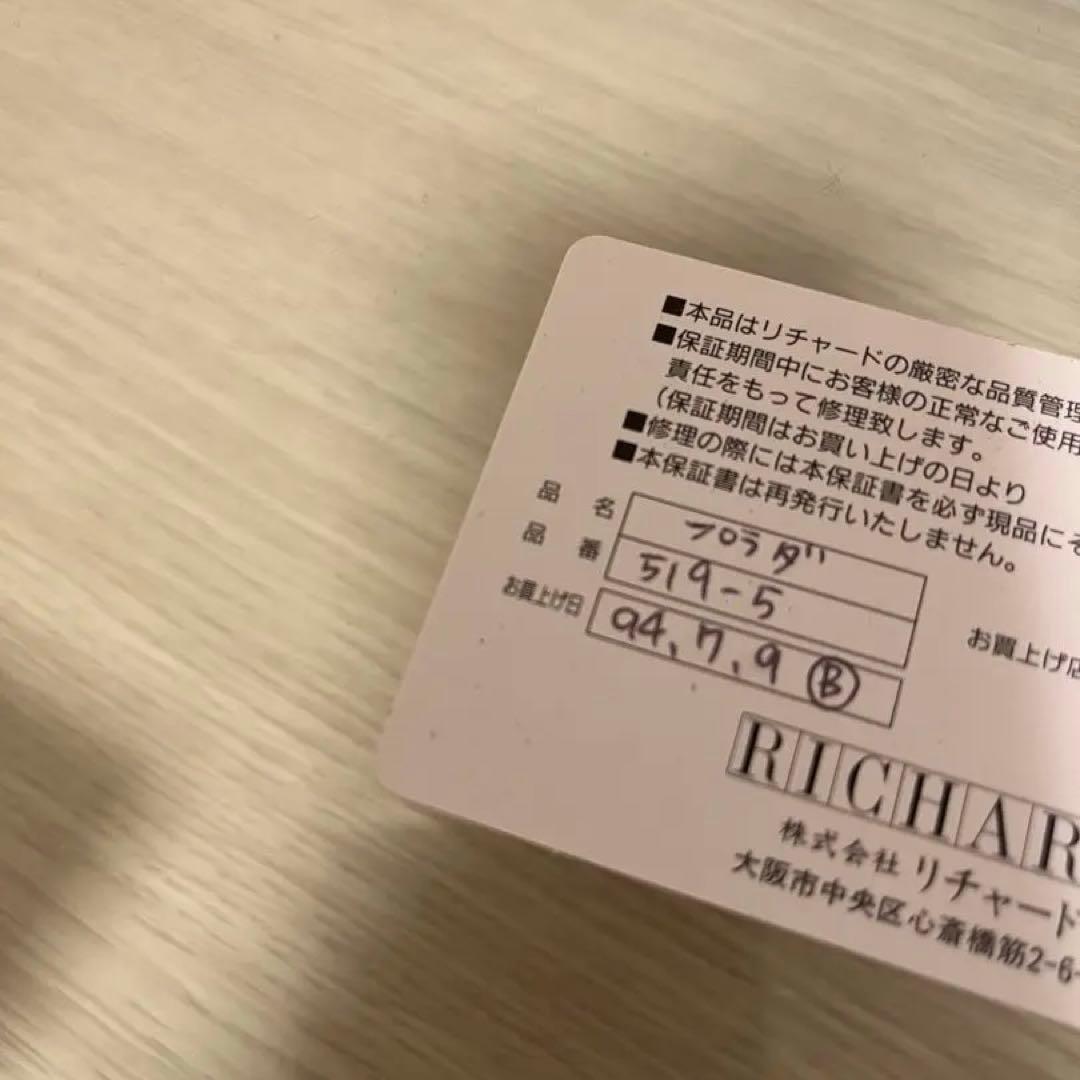 ■本品はリチャードの厳密な品質管理
■保証期間中にお客様の正常なご使用
責任をもって修理致します。
(保証期間はお買い上げの日より
■修理の際には本保証書を必ず現品にそ
■本保証書は再発行いたしません。
品 名 プラダ
品 番 519-5
お買上げ日 94.7.9 Ⓑ
お買上げ店
RICHAR
株式会社 リチャード
大阪市中央区心斎橋筋2-6-